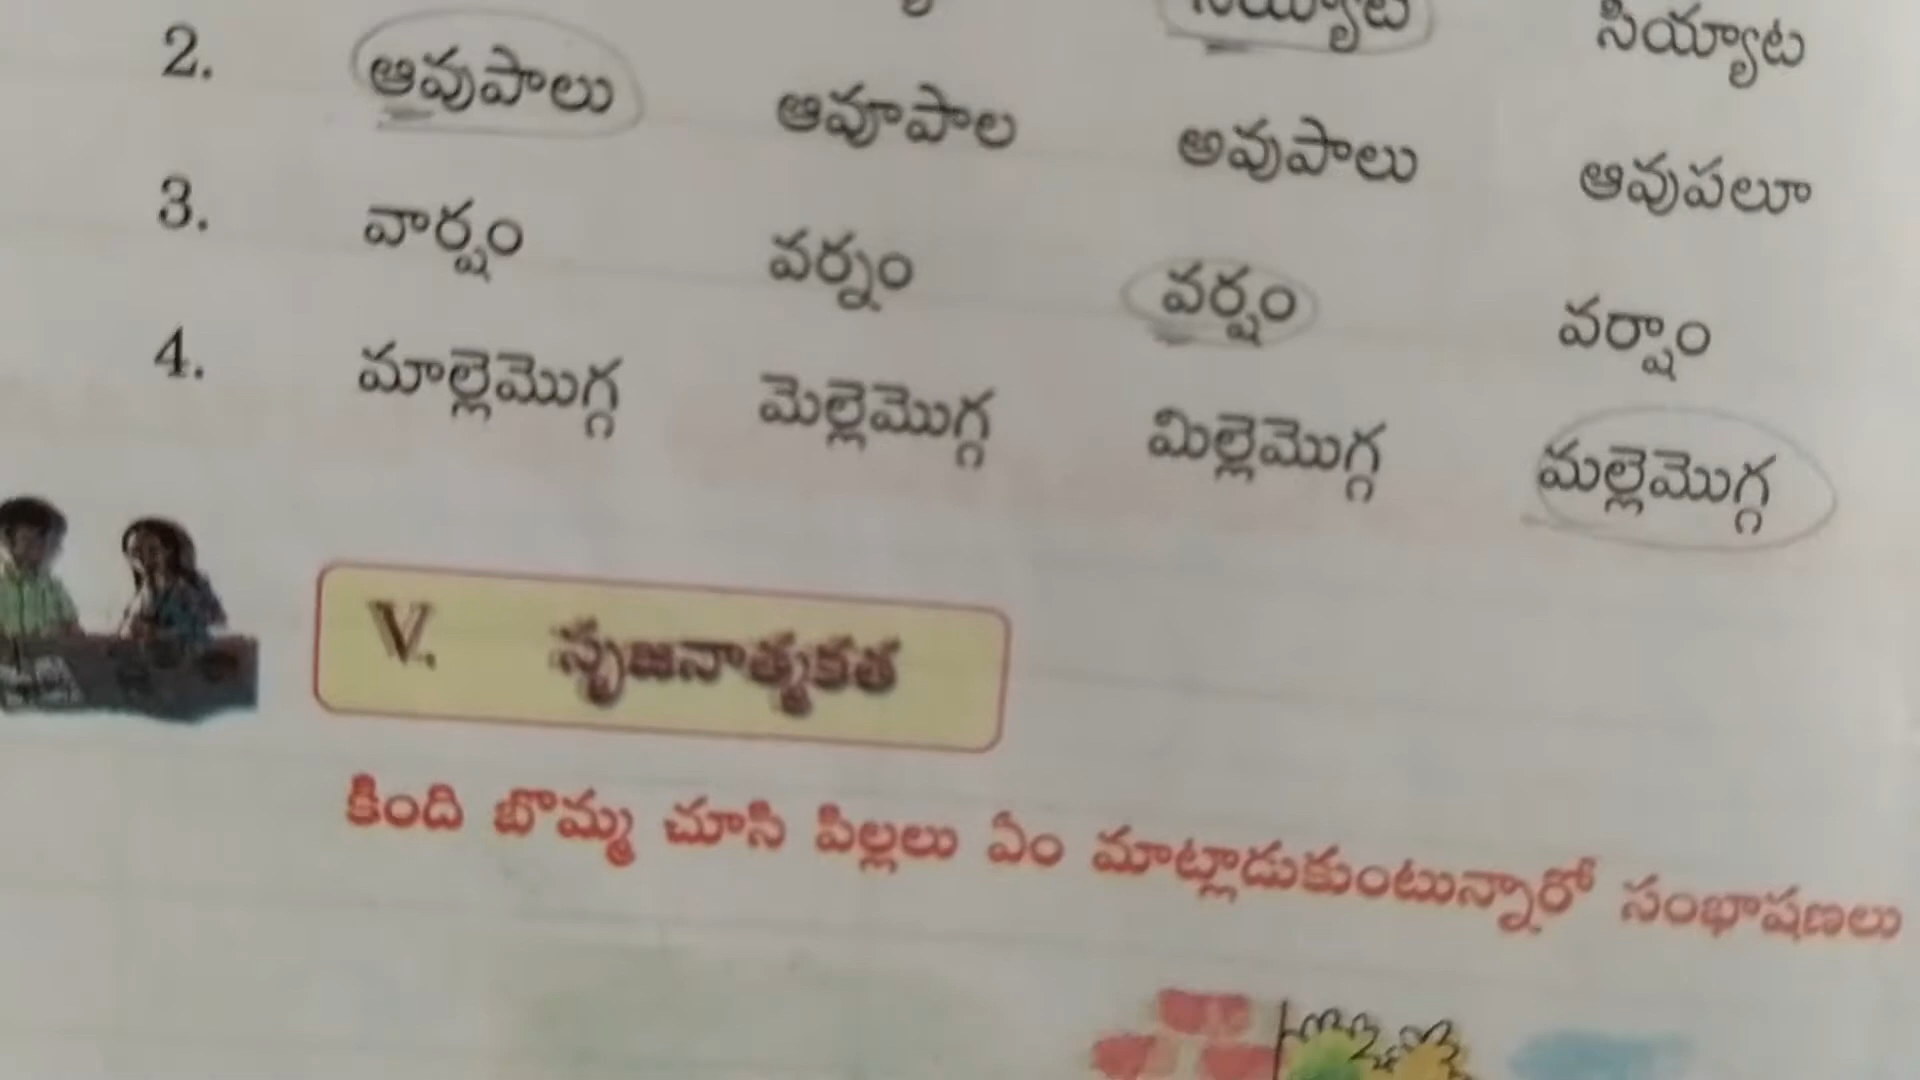 సియ్యాట
2. ఆవుపాలు ఆవూపాల అవుపాలు ఆవుపలూ
3. వార్షం వర్నం వర్షం వర్షాం
4. మాల్లెమొగ్గ మెల్లెమొగ్గ మిల్లెమొగ్గ మల్లెమొగ్గ
V. సృజనాత్మకత
కింది బొమ్మ చూసి పిల్లలు ఏం మాట్లాడుకుంటున్నారో సంభాషణలు